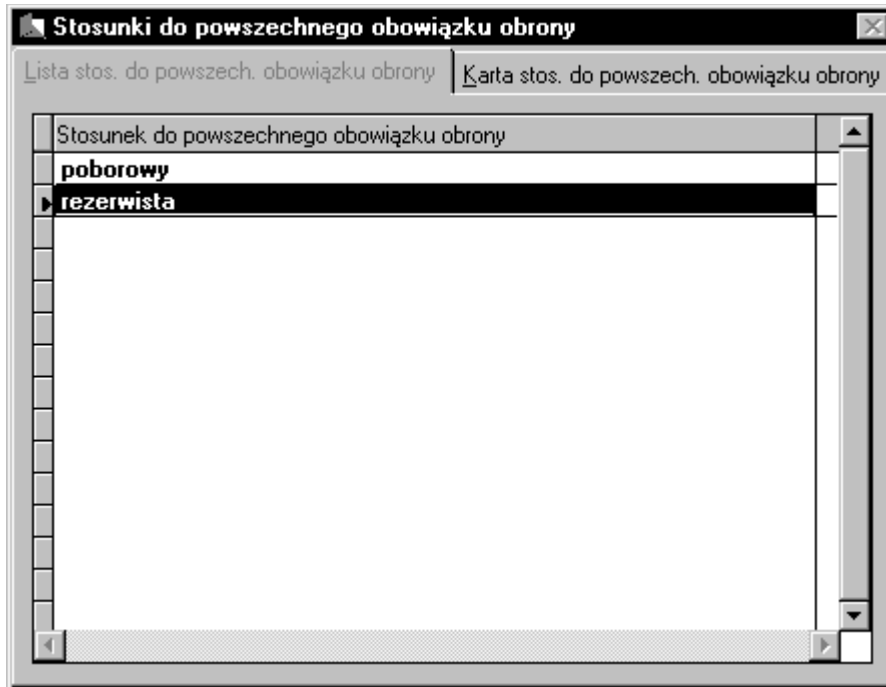 Stosunki do powszechnego obowiązku obrony
Lista stos. do powszech. obowiązku obrony
Karta stos. do powszech. obowiązku obrony
Stosunek do powszechnego obowiązku obrony
poborowy
rezerwista